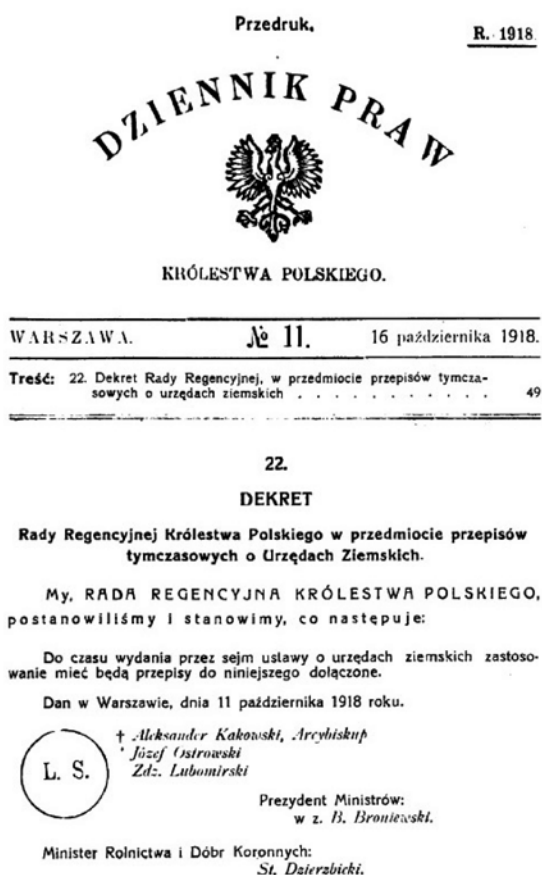 Przedruk.
R. 1918.
DZIENNIK PRAW
KRÓLESTWA POLSKIEGO.
WARSZAWA. № 11. 16 października 1918.
Treść: 22. Dekret Rady Regencyjnej, w przedmiocie przepisów tymcza-
sowych o urzędach ziemskich . . . . . . . . . . . 49
22.
DEKRET
Rady Regencyjnej Królestwa Polskiego w przedmiocie przepisów
tymczasowych o Urzędach Ziemskich.
My, RADA REGENCYJNA KRÓLESTWA POLSKIEGO,
postanowiliśmy i stanowimy, co następuje:
Do czasu wydania przez sejm ustawy o urzędach ziemskich zastoso-
wanie mieć będą przepisy do niniejszego dołączone.
Dan w Warszawie, dnia 11 października 1918 roku.
† Aleksander Kakowski, Arcybiskup
Józef Ostrowski
L. S. Zdz. Lubomirski
Prezydent Ministrów:
w z. B. Broniewski.
Minister Rolnictwa i Dóbr Koronnych:
St. Dzierzbicki.